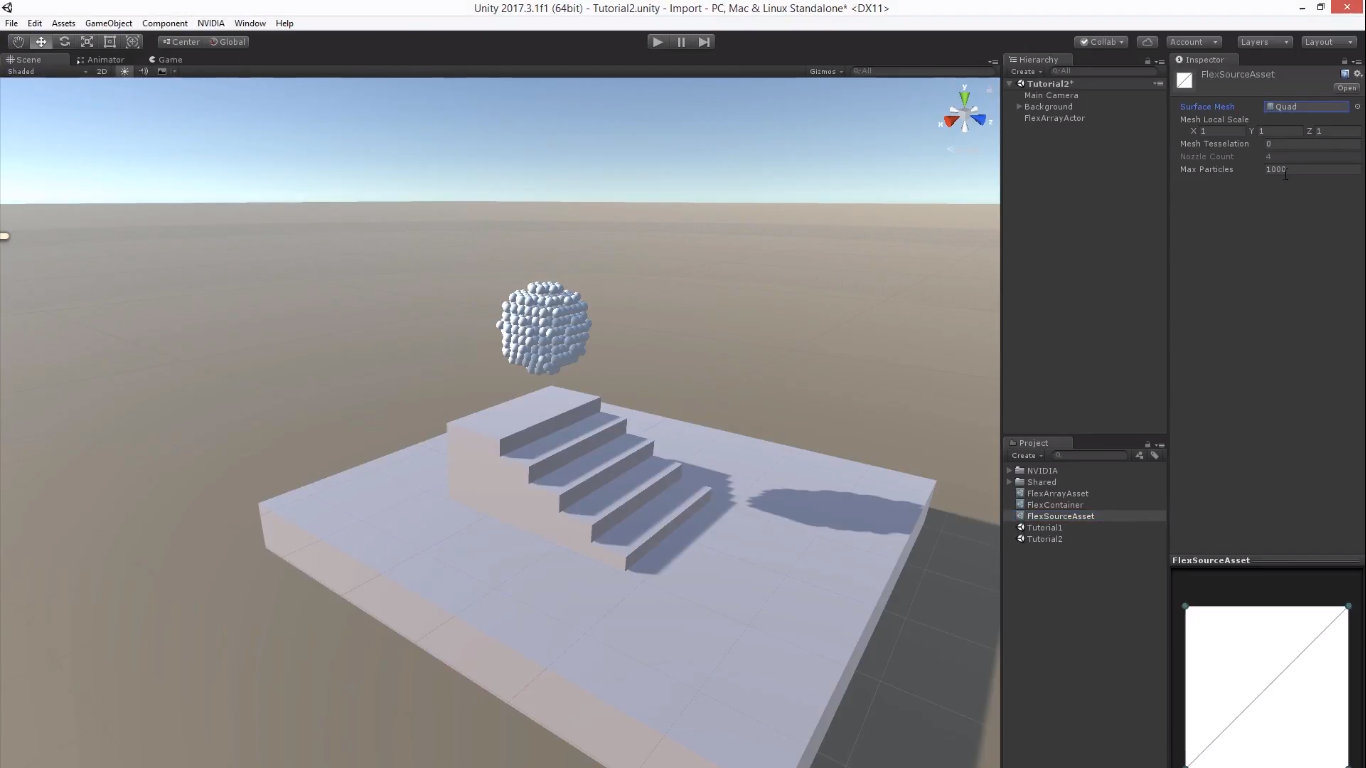 Unity 2017.3.1f1 (64bit) - Tutorial2.unity - Import - PC, Mac & Linux Standalone* <DX11>
File Edit Assets GameObject Component NVIDIA Window Help
Center Global Collab Account Layers Layout
Scene Animator Game
Shaded 2D Gizmos All
y
x
z
Hierarchy
Create All
Tutorial2*
Main Camera
Background
FlexArrayActor
Project
Create
NVIDIA
Shared
FlexArrayAsset
FlexContainer
FlexSourceAsset
Tutorial1
Tutorial2
Inspector
FlexSourceAsset
Open
Surface Mesh Quad
Mesh Local Scale
X 1 Y 1 Z 1
Mesh Tesselation 0
Nozzle Count 4
Max Particles 1000
FlexSourceAsset